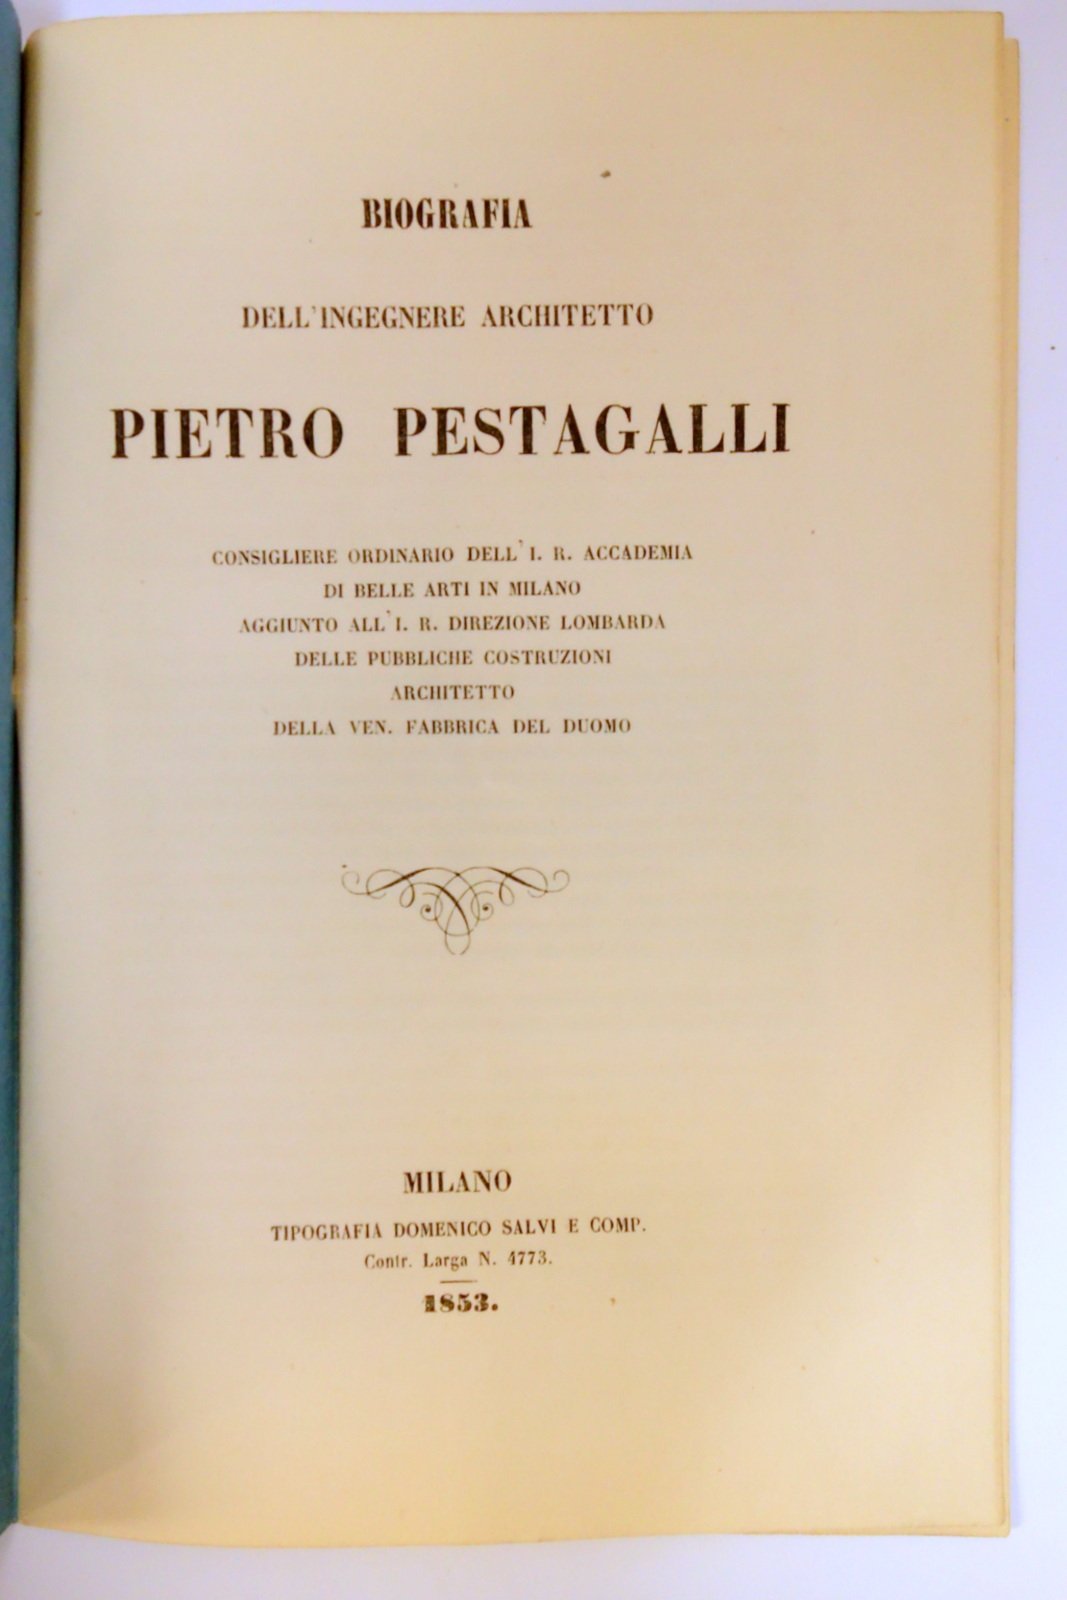 BIOGRAFIA
DELL'INGEGNERE ARCHITETTO
PIETRO PESTAGALLI
CONSIGLIERE ORDINARIO DELL'I. R. ACCADEMIA
DI BELLE ARTI IN MILANO
AGGIUNTO ALL'I. R. DIREZIONE LOMBARDA
DELLE PUBBLICHE COSTRUZIONI
ARCHITETTO
DELLA VEN. FABBRICA DEL DUOMO
MILANO
TIPOGRAFIA DOMENICO SALVI E COMP.
Contr. Larga N. 4773.
1853.